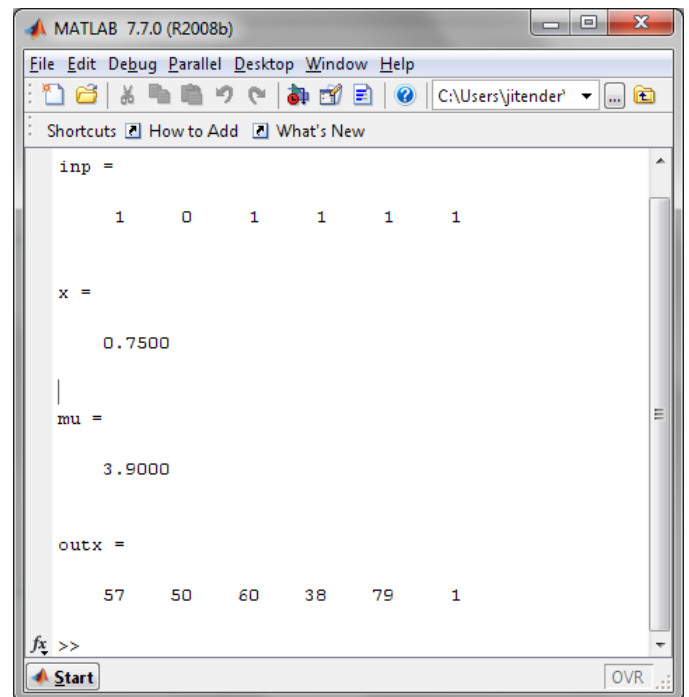 MATLAB 7.7.0 (R2008b)
File Edit Debug Parallel Desktop Window Help
C:\Users\jitender' ...
Shortcuts How to Add What's New
inp =
1 0 1 1 1 1
x =
0.7500
mu =
3.9000
outx =
57 50 60 38 79 1
fx >>
Start OVR